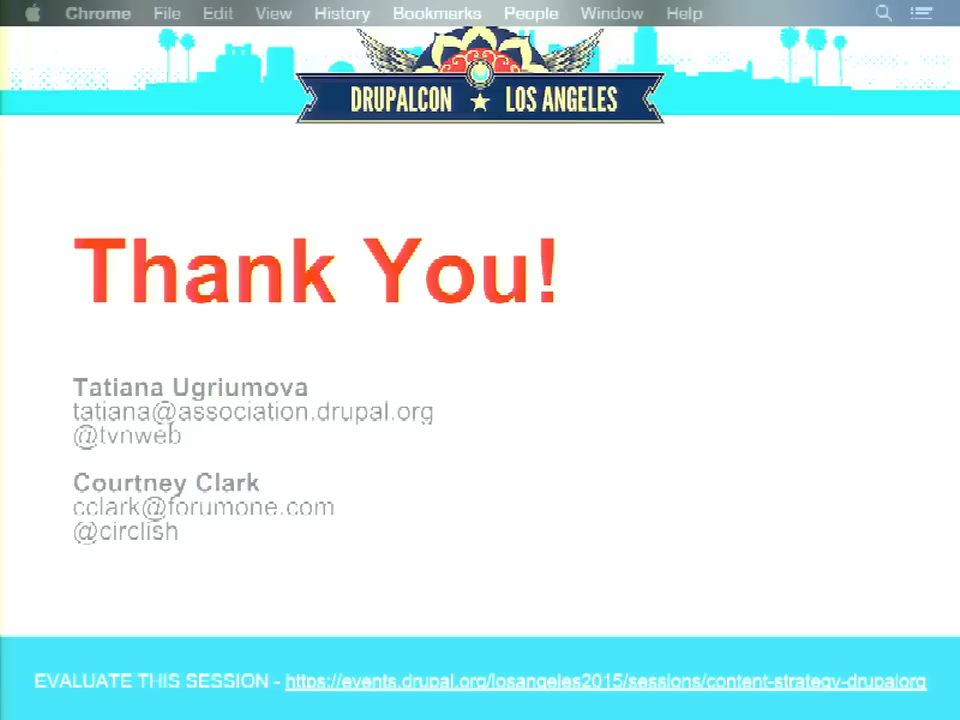 Chrome File Edit View History Bookmarks People Window Help
DRUPALCON ★ LOS ANGELES
Thank You!
Tatiana Ugriumova
tatiana@association.drupal.org
@tvnweb
Courtney Clark
cclark@forumone.com
@circlish
EVALUATE THIS SESSION - https://events.drupal.org/losangeles2015/sessions/content-strategy-drupalorg